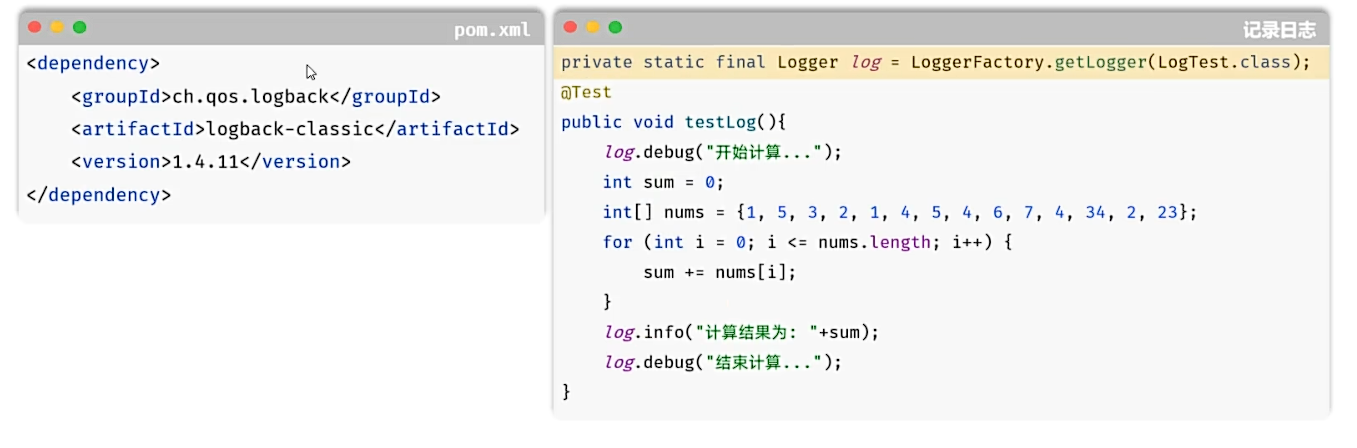 pom.xml
<dependency>
    <groupId>ch.qos.logback</groupId>
    <artifactId>logback-classic</artifactId>
    <version>1.4.11</version>
</dependency>
记录日志
private static final Logger log = LoggerFactory.getLogger(LogTest.class);
@Test
public void testLog(){
    log.debug("开始计算...");
    int sum = 0;
    int[] nums = {1, 5, 3, 2, 1, 4, 5, 4, 6, 7, 4, 34, 2, 23};
    for (int i = 0; i <= nums.length; i++) {
        sum += nums[i];
    }
    log.info("计算结果为: "+sum);
    log.debug("结束计算...");
}